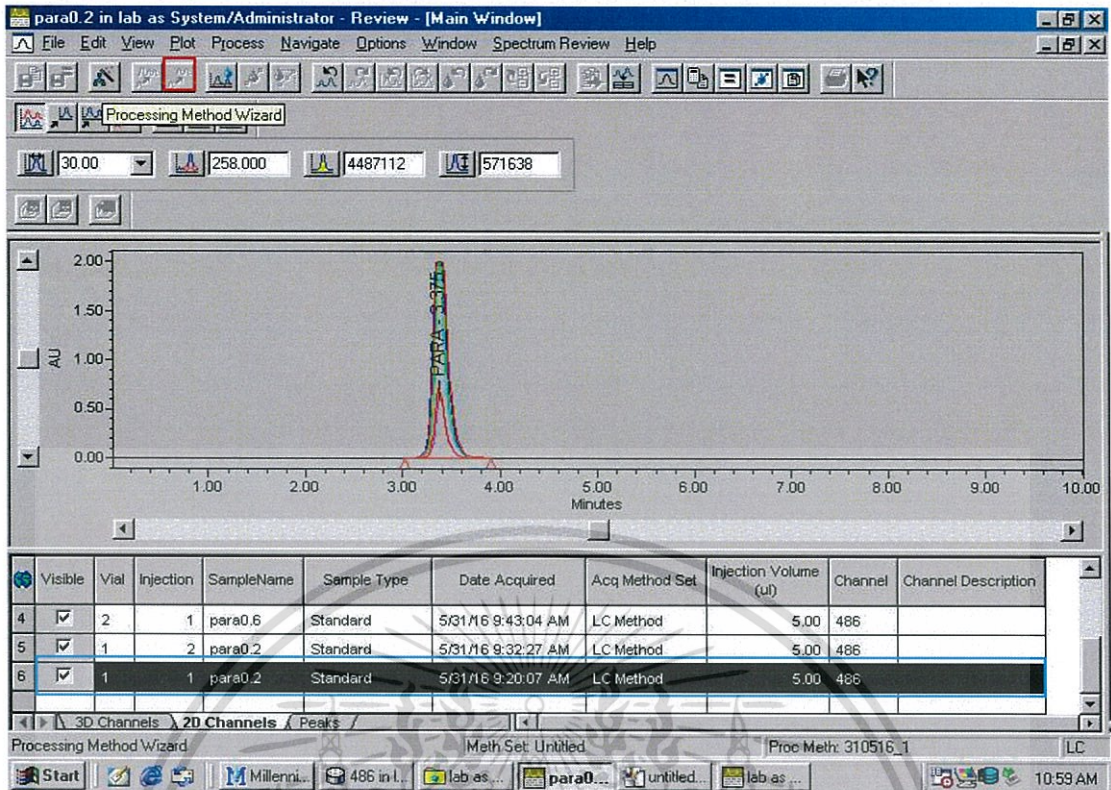 para0.2 in lab as System/Administrator - Review - [Main Window]
File Edit View Plot Process Navigate Options Window Spectrum Review Help
Processing Method Wizard
30.00 258.000 4487112 571638
2.00
1.50
1.00
0.50
0.00
AU
PARA - 3.375
1.00 2.00 3.00 4.00 5.00 6.00 7.00 8.00 9.00 10.00
Minutes
Visible Vial Injection SampleName Sample Type Date Acquired Acq Method Set Injection Volume (ul) Channel Channel Description
4 2 1 para0.6 Standard 5/31/16 9:43:04 AM LC Method 5.00 486
5 1 2 para0.2 Standard 5/31/16 9:32:27 AM LC Method 5.00 486
6 1 1 para0.2 Standard 5/31/16 9:20:07 AM LC Method 5.00 486
3D Channels 2D Channels Peaks
Processing Method Wizard Meth Set: Untitled Proc Meth: 310516_1 LC
Start Millenni... 486 in l... lab as ... para0... untitled... lab as ... 10:59 AM